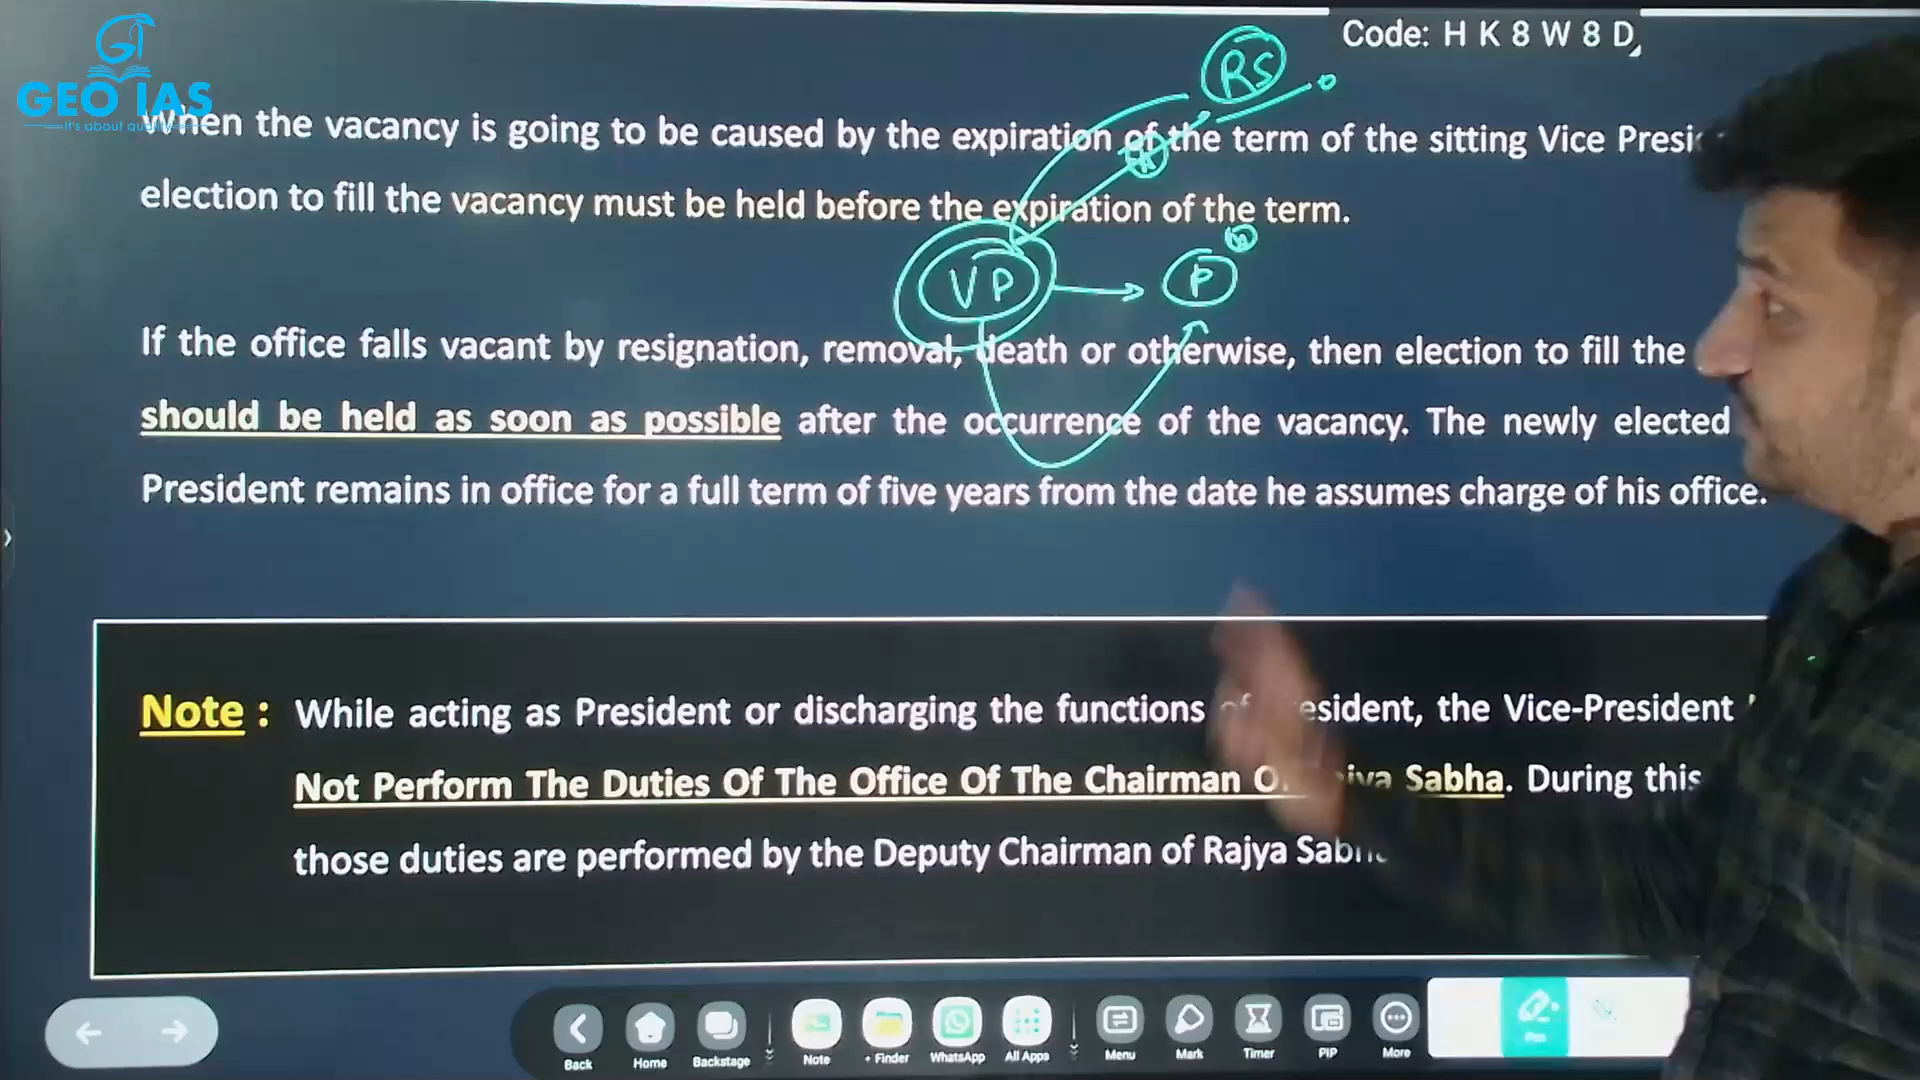 GEO IAS
It's about quality
Code: H K 8 W 8 D
RS
When the vacancy is going to be caused by the expiration of the term of the sitting Vice
election to fill the vacancy must be held before the expiration of the term.
VP
P
If the office falls vacant by resignation, removal, death or otherwise, then election to fill the
should be held as soon as possible after the occurrence of the vacancy. The newly elected
President remains in office for a full term of five years from the date he assumes charge of his office.
Note : While acting as President or discharging the functions the Vice-President
Not Perform The Duties Of The Office Of The Chairman Sabha. During this
those duties are performed by the Deputy Chairman of Rajya
Back Home Backstage Note + Finder WhatsApp All Apps Menu Mark Timer PIP More
Pen